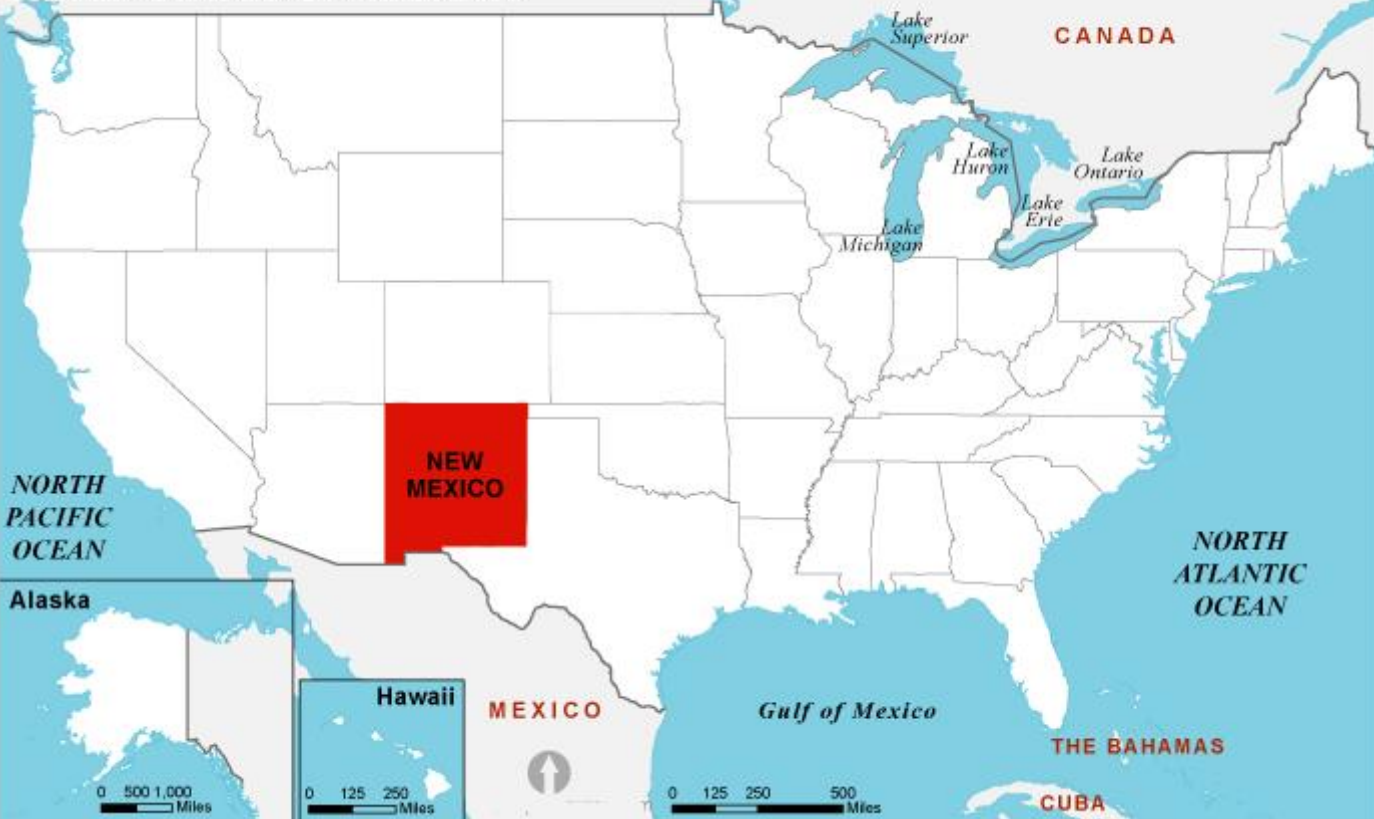 Lake
Superior
CANADA
Lake
Huron
Lake
Ontario
Lake
Erie
Lake
Michigan
NEW
MEXICO
NORTH
PACIFIC
OCEAN
NORTH
ATLANTIC
OCEAN
Alaska
Hawaii
MEXICO
Gulf of Mexico
THE BAHAMAS
CUBA
0 500 1,000
Miles
0 125 250
Miles
0 125 250 500
Miles